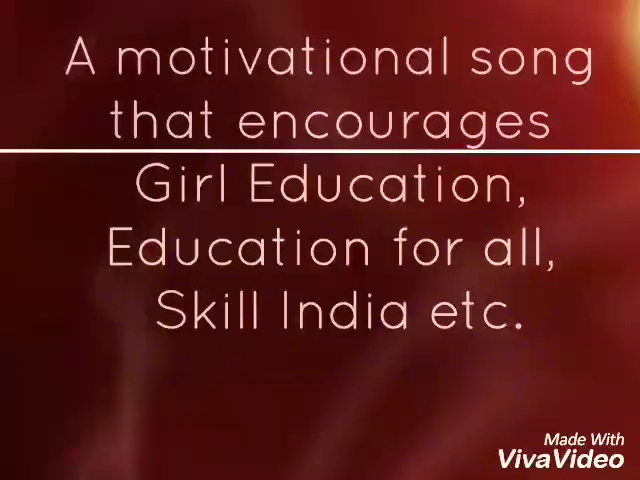 A motivational song
that encourages
Girl Education,
Education for all,
Skill India etc.
Made With
VivaVideo